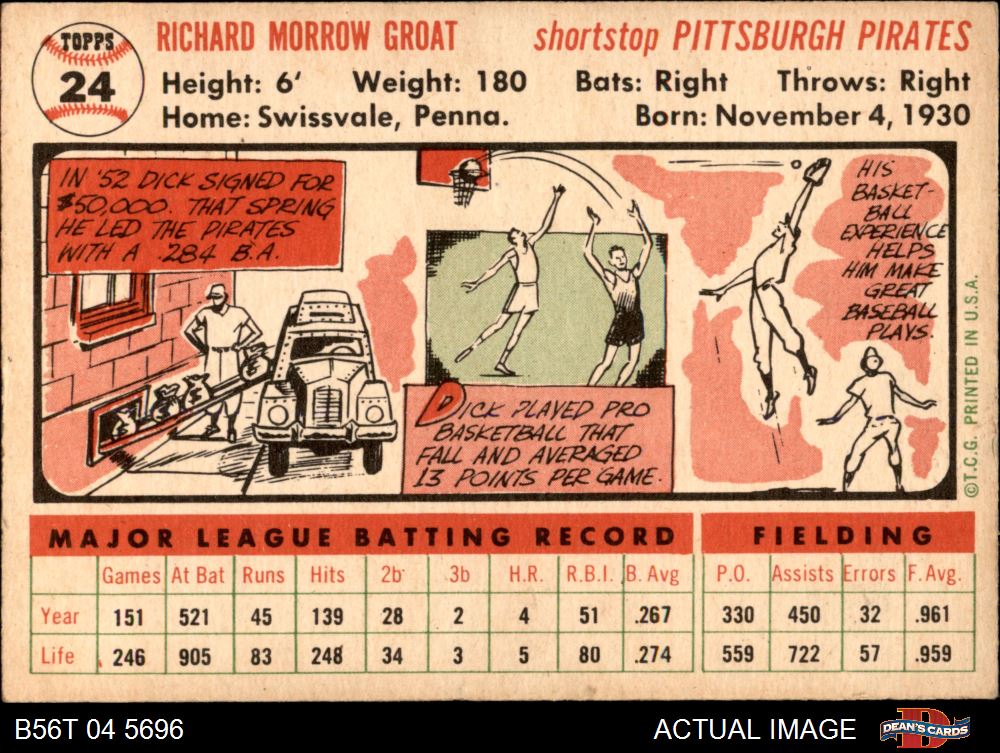 TOPPS
24
RICHARD MORROW GROAT
shortstop PITTSBURGH PIRATES
Height: 6' Weight: 180 Bats: Right Throws: Right
Home: Swissvale, Penna. Born: November 4, 1930
IN '52 DICK SIGNED FOR
$50,000. THAT SPRING
HE LED THE PIRATES
WITH A .284 B.A.
DICK PLAYED PRO
BASKETBALL THAT
FALL AND AVERAGED
13 POINTS PER GAME.
HIS
BASKET-
BALL
EXPERIENCE
HELPS
HIM MAKE
GREAT
BASEBALL
PLAYS.
©T.C.G. PRINTED IN U.S.A.
MAJOR LEAGUE BATTING RECORD FIELDING
Games At Bat Runs Hits 2b 3b H.R. R.B.I. B. Avg P.O. Assists Errors F. Avg.
Year 151 521 45 139 28 2 4 51 .267 330 450 32 .961
Life 246 905 83 248 34 3 5 80 .274 559 722 57 .959
B56T 04 5696 ACTUAL IMAGE DEAN'S CARDS